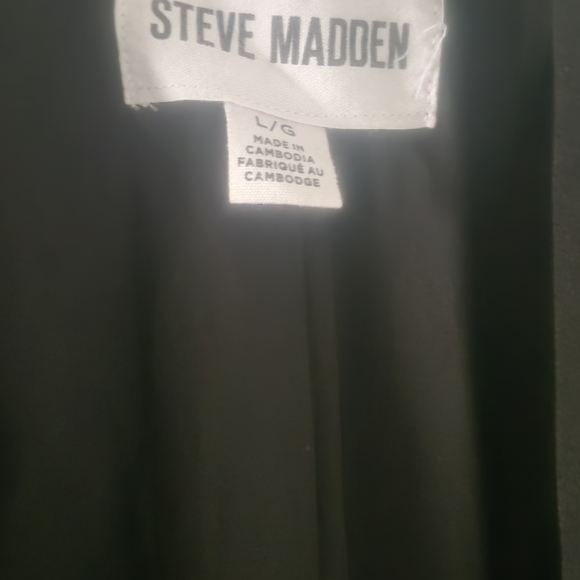 STEVE MADDEN
L/G
MADE IN
CAMBODIA
FABRIQUÉ AU
CAMBODGE